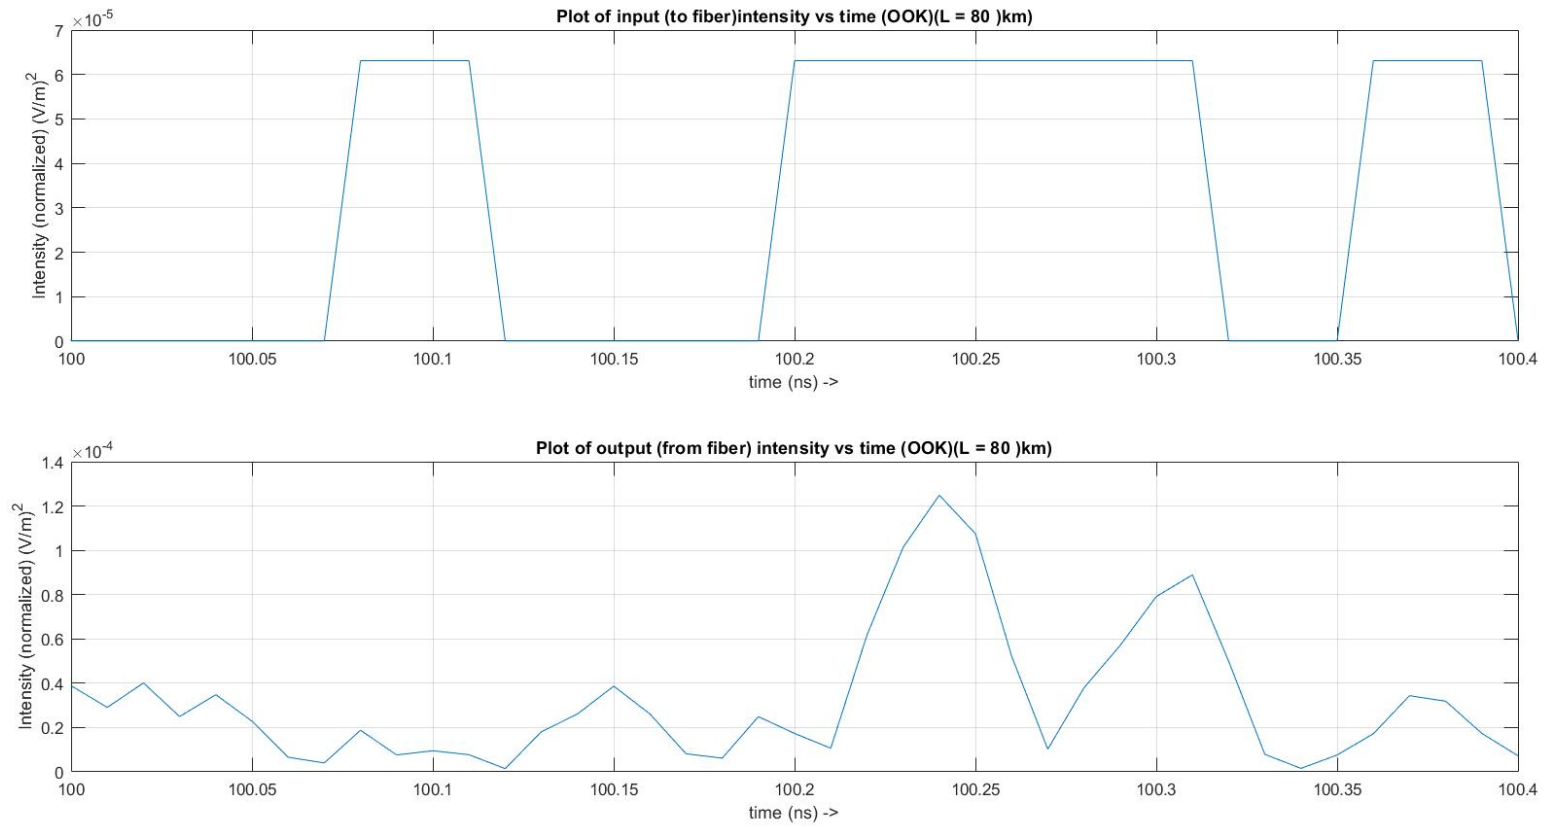 Plot of input (to fiber)intensity vs time (OOK)(L = 80 )km)
×10-5
7
6
5
4
3
2
1
0
Intensity (normalized) (V/m)2
100 100.05 100.1 100.15 100.2 100.25 100.3 100.35 100.4
time (ns) ->
Plot of output (from fiber) intensity vs time (OOK)(L = 80 )km)
×10-4
1.4
1.2
1
0.8
0.6
0.4
0.2
0
Intensity (normalized) (V/m)2
100 100.05 100.1 100.15 100.2 100.25 100.3 100.35 100.4
time (ns) ->